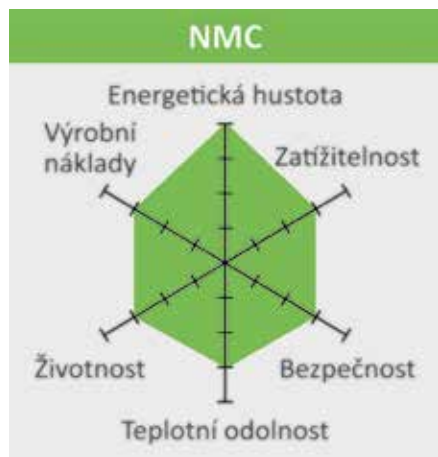 NMC
Energetická hustota
Výrobní
náklady
Zatížitelnost
Životnost
Bezpečnost
Teplotní odolnost